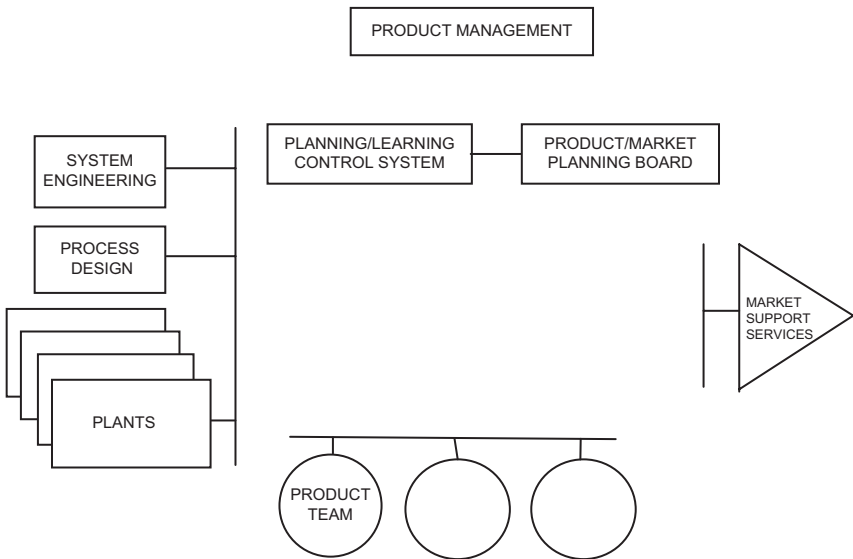 PRODUCT MANAGEMENT
PLANNING/LEARNING
CONTROL SYSTEM
PRODUCT/MARKET
PLANNING BOARD
SYSTEM
ENGINEERING
PROCESS
DESIGN
PLANTS
MARKET
SUPPORT
SERVICES
PRODUCT
TEAM